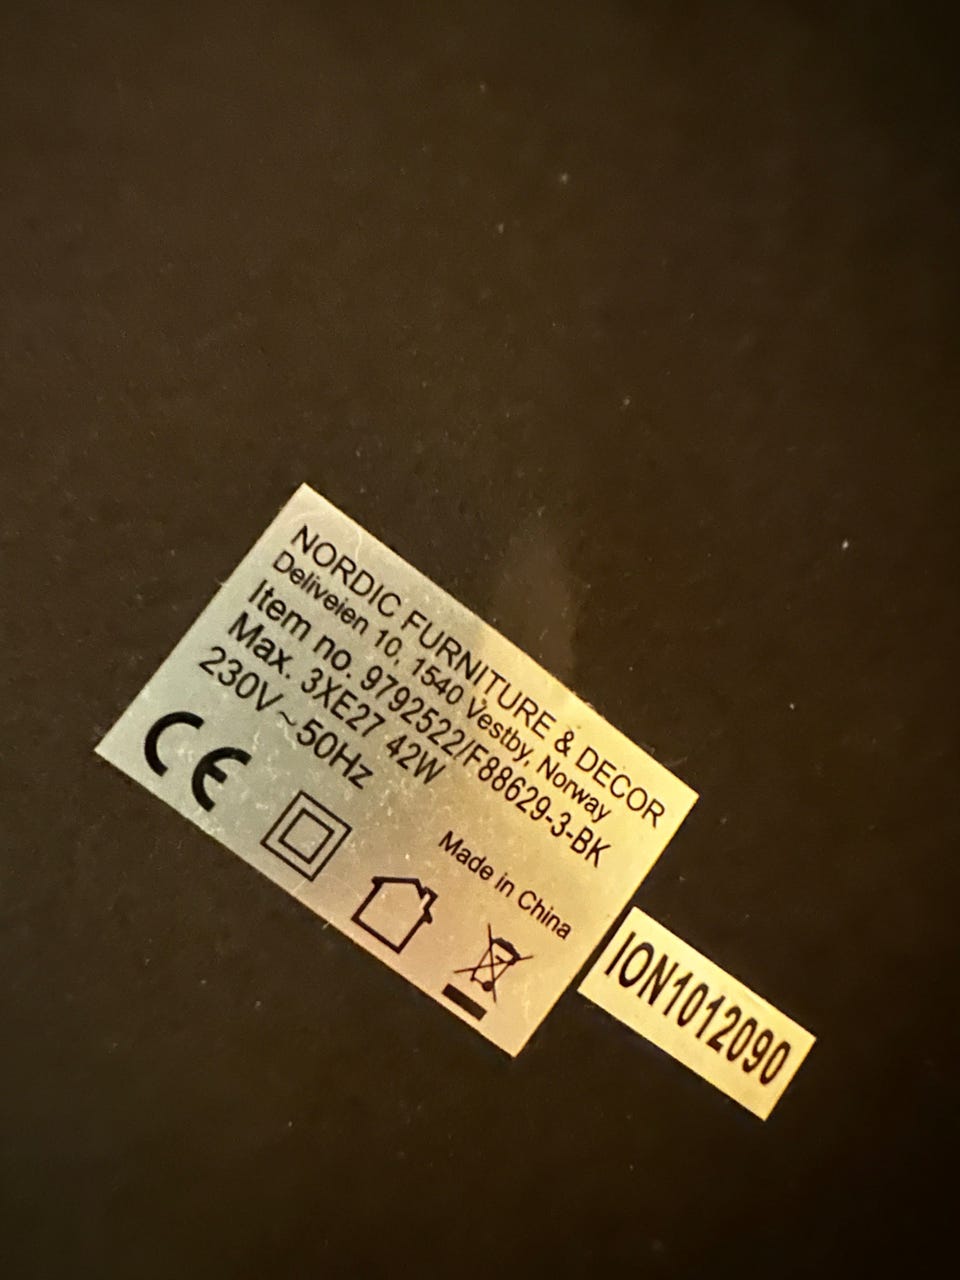 NORDIC FURNITURE & DECOR
Deliveien 10, 1540 Vestby, Norway
Item no. 9792522/F88629-3-BK
Max. 3XE27 42W
230V~50Hz
CE
Made in China
ION1012090